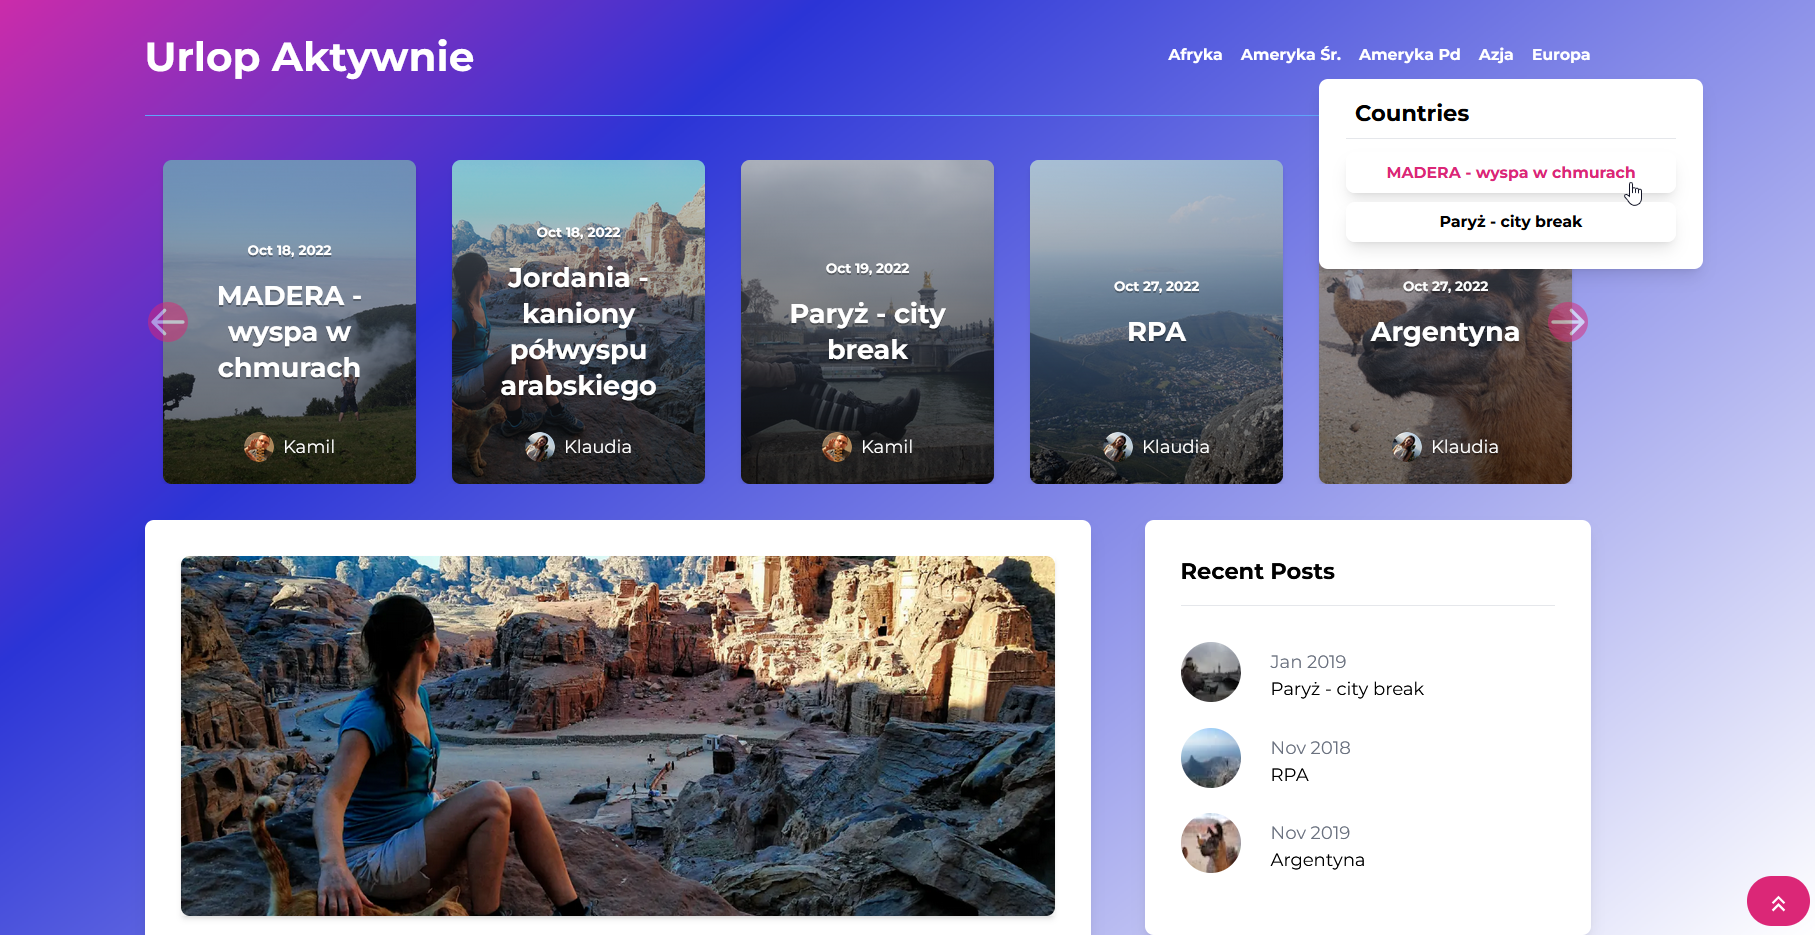 Urlop Aktywnie
Afryka Ameryka Śr. Ameryka Pd Azja Europa
Countries
MADERA - wyspa w chmurach
Paryż - city break
Oct 18, 2022
MADERA -
wyspa w
chmurach
Kamil
Oct 18, 2022
Jordania -
kaniony
półwyspu
arabskiego
Klaudia
Oct 19, 2022
Paryż - city
break
Kamil
Oct 27, 2022
RPA
Klaudia
Oct 27, 2022
Argentyna
Klaudia
Recent Posts
Jan 2019
Paryż - city break
Nov 2018
RPA
Nov 2019
Argentyna